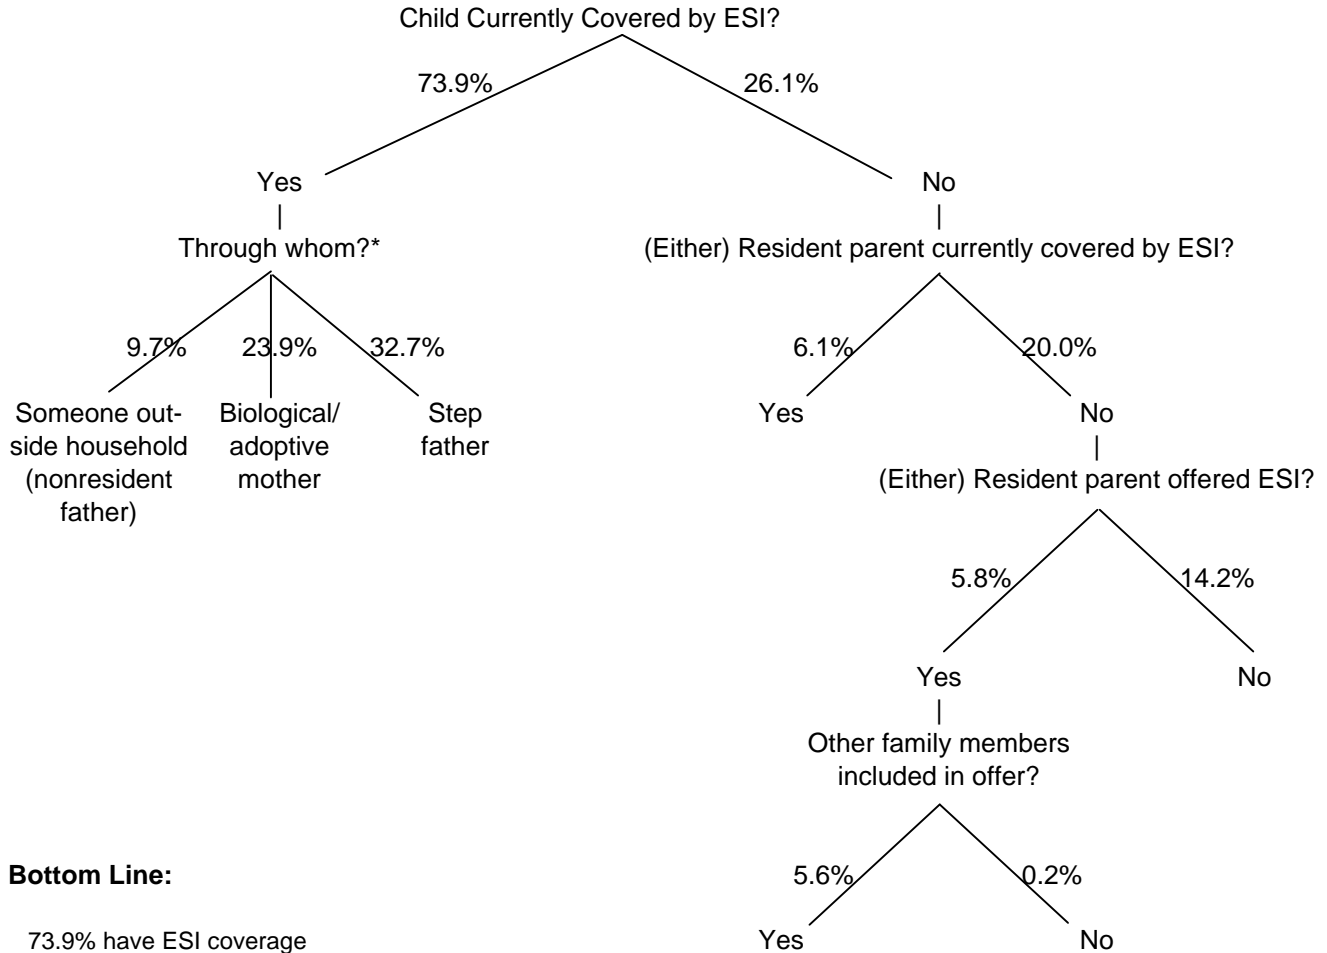 Child Currently Covered by ESI?
73.9%
26.1%
Yes
No
Through whom?*
(Either) Resident parent currently covered by ESI?
9.7%
23.9%
32.7%
6.1%
20.0%
Someone out-
side household
(nonresident
father)
Biological/
adoptive
mother
Step
father
Yes
No
(Either) Resident parent offered ESI?
5.8%
14.2%
Yes
No
Other family members
included in offer?
5.6%
0.2%
Yes
No
Bottom Line:
73.9% have ESI coverage